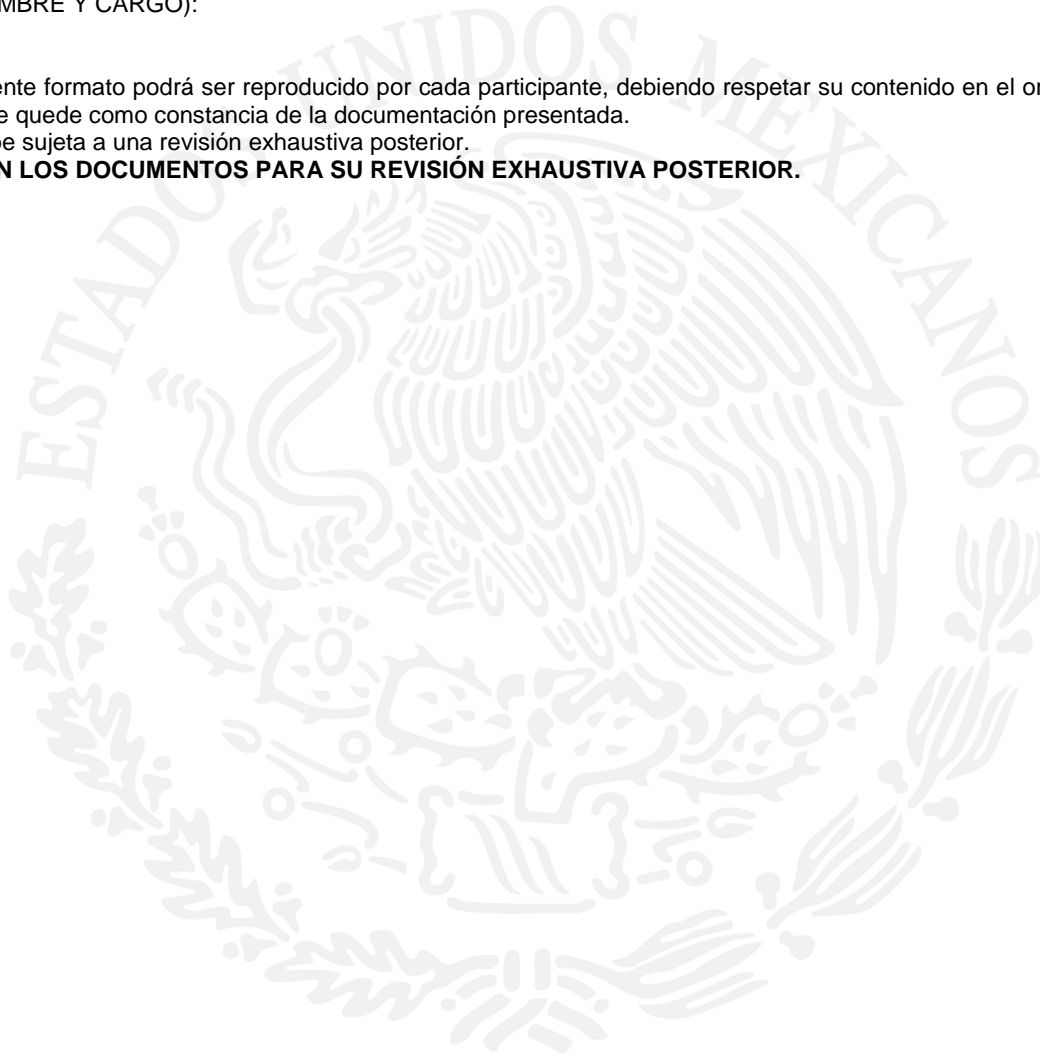 MBRE Y CARGO):
ente formato podrá ser reproducido por cada participante, debiendo respetar su contenido en el or
e quede como constancia de la documentación presentada.
be sujeta a una revisión exhaustiva posterior.
N LOS DOCUMENTOS PARA SU REVISIÓN EXHAUSTIVA POSTERIOR.
ESTADOS UNIDOS MEXICANOS